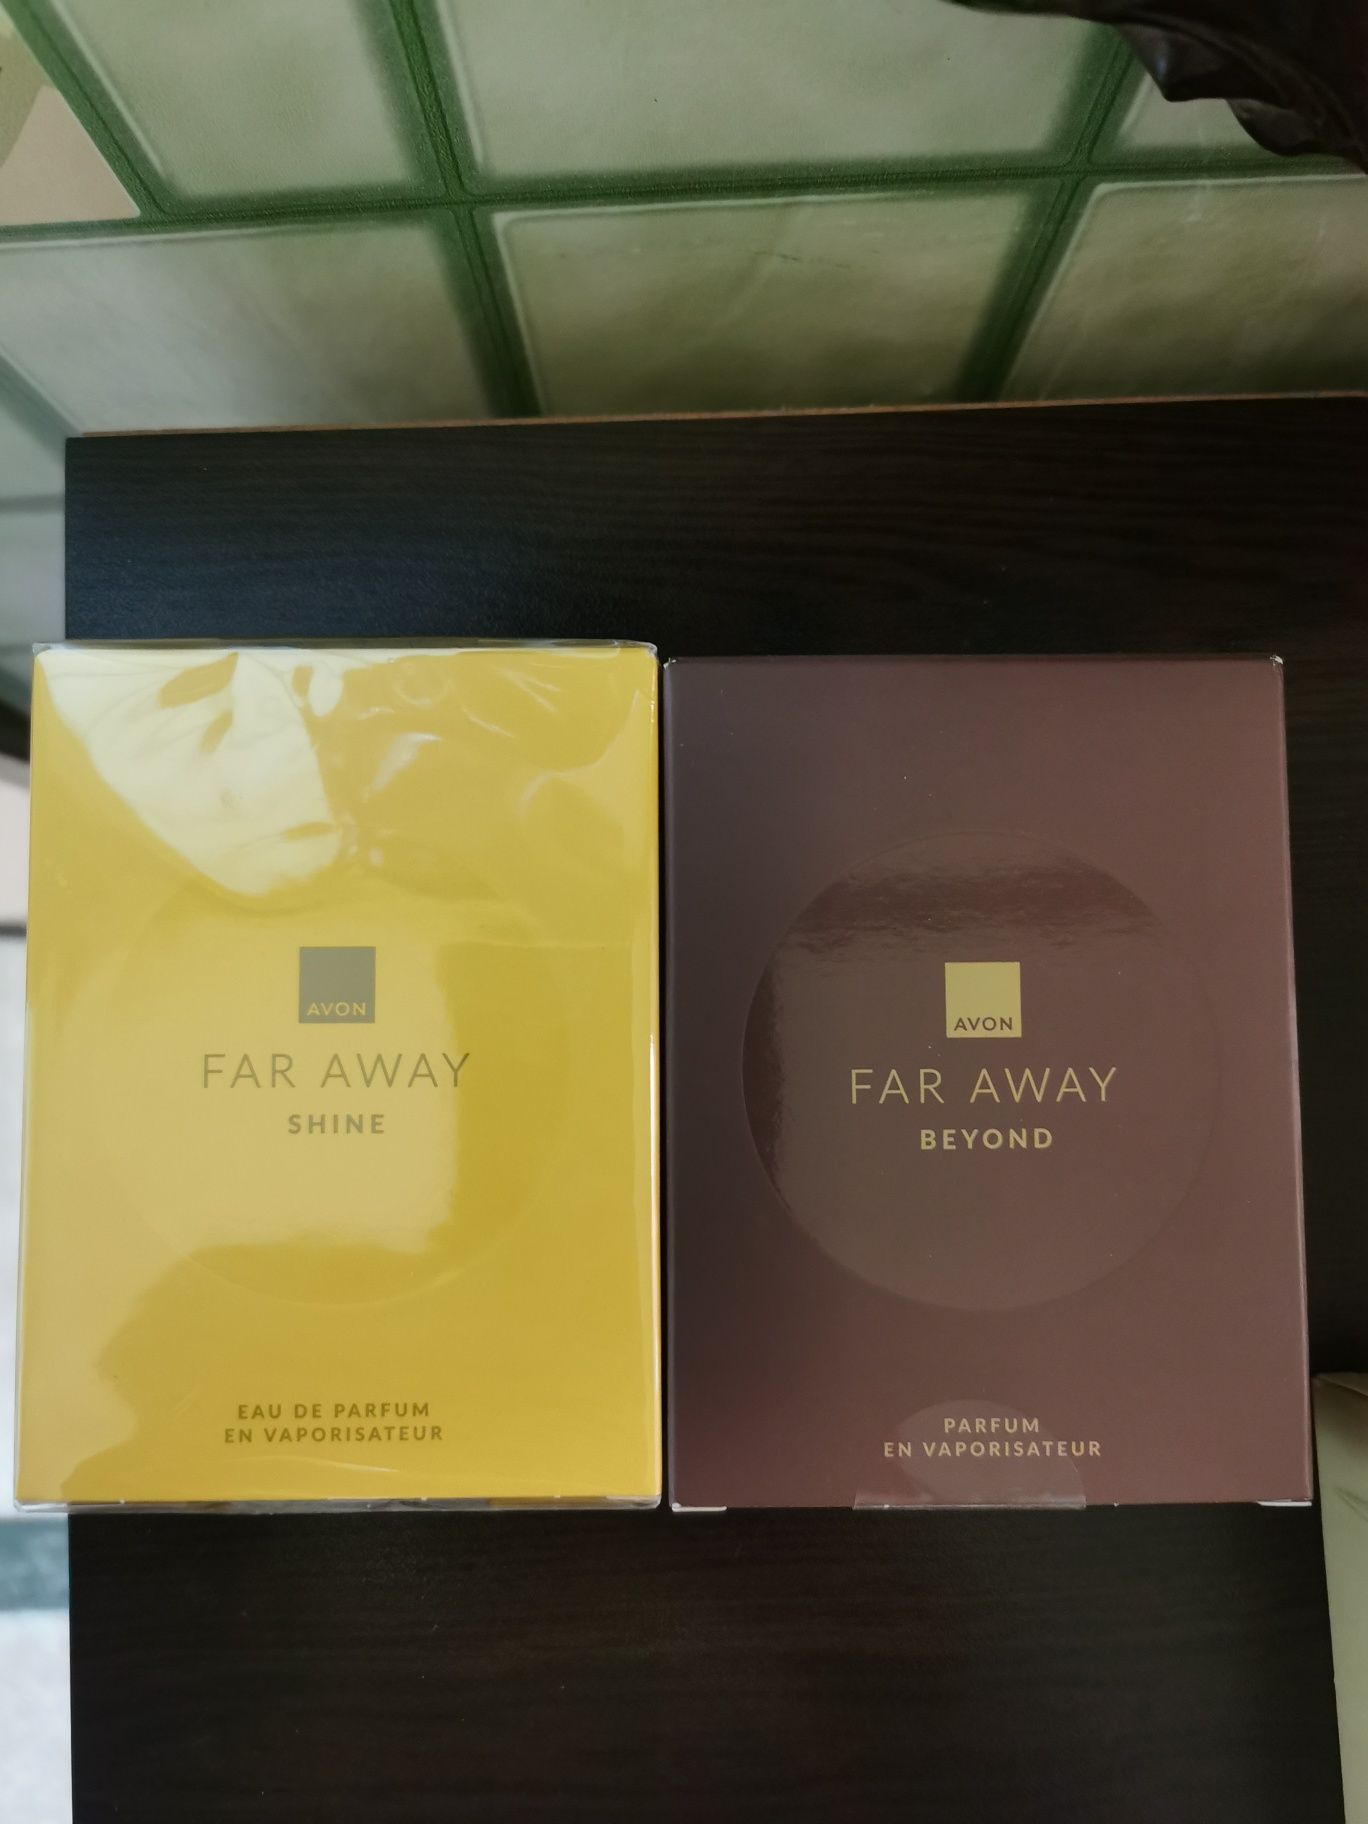 AVON
FAR AWAY
SHINE
EAU DE PARFUM
EN VAPORISATEUR
AVON
FAR AWAY
BEYOND
PARFUM
EN VAPORISATEUR